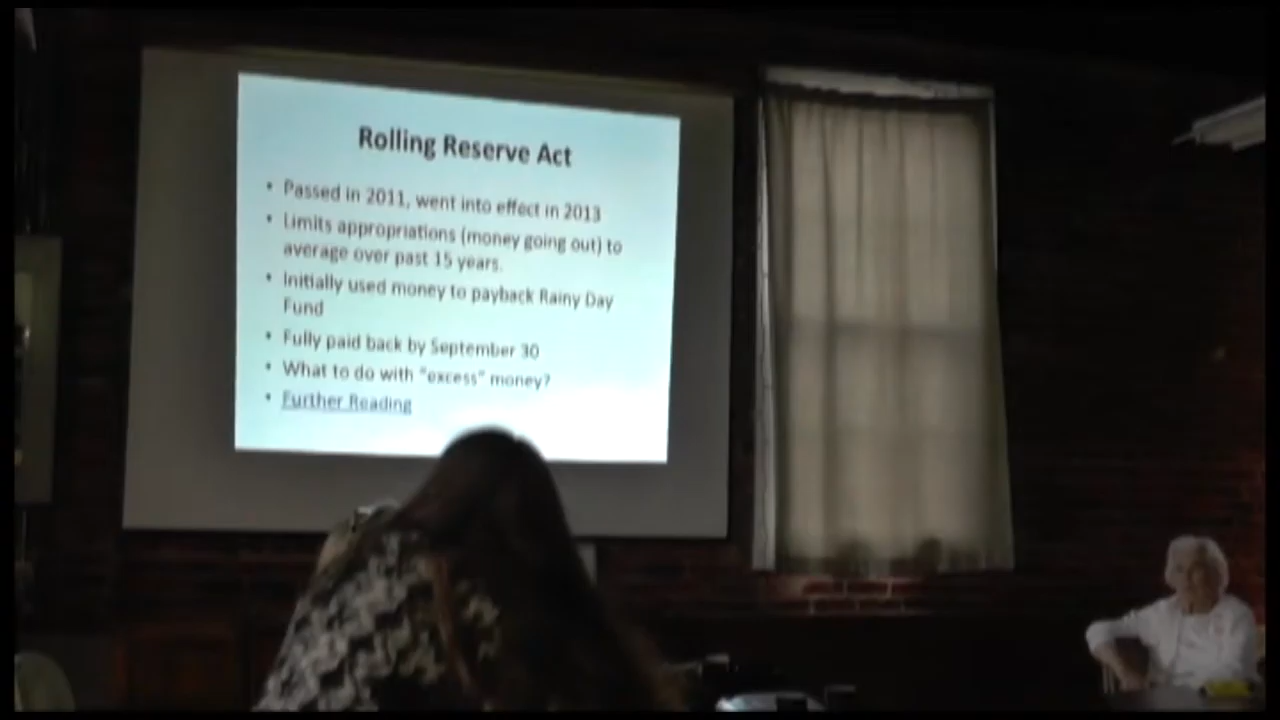 Rolling Reserve Act
• Passed in 2011, went into effect in 2013
• Limits appropriations (money going out) to
average over past 15 years.
• Initially used money to payback Rainy Day
Fund
• Fully paid back by September 30
• What to do with "excess" money?
• Further Reading